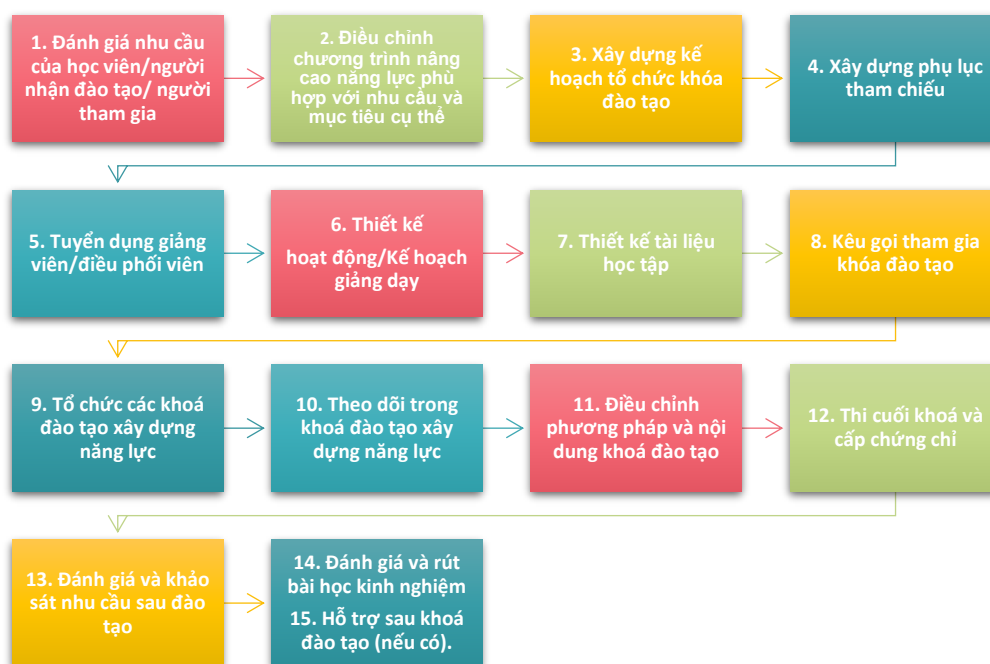 1. Đánh giá nhu cầu
của học viên/người
nhận đào tạo/ người
tham gia
2. Điều chỉnh
chương trình nâng
cao năng lực phù
hợp với nhu cầu và
mục tiêu cụ thể
3. Xây dựng kế
hoạch tổ chức khóa
đào tạo
4. Xây dựng phụ lục
tham chiếu
5. Tuyển dụng giảng
viên/điều phối viên
6. Thiết kế
hoạt động/Kế hoạch
giảng dạy
7. Thiết kế tài liệu
học tập
8. Kêu gọi tham gia
khóa đào tạo
9. Tổ chức các khoá
đào tạo xây dựng
năng lực
10. Theo dõi trong
khoá đào tạo xây
dựng năng lực
11. Điều chỉnh
phương pháp và nội
dung khoá đào tạo
12. Thi cuối khoá và
cấp chứng chỉ
13. Đánh giá và khảo
sát nhu cầu sau đào
tạo
14. Đánh giá và rút
bài học kinh nghiệm
15. Hỗ trợ sau khoá
đào tạo (nếu có).